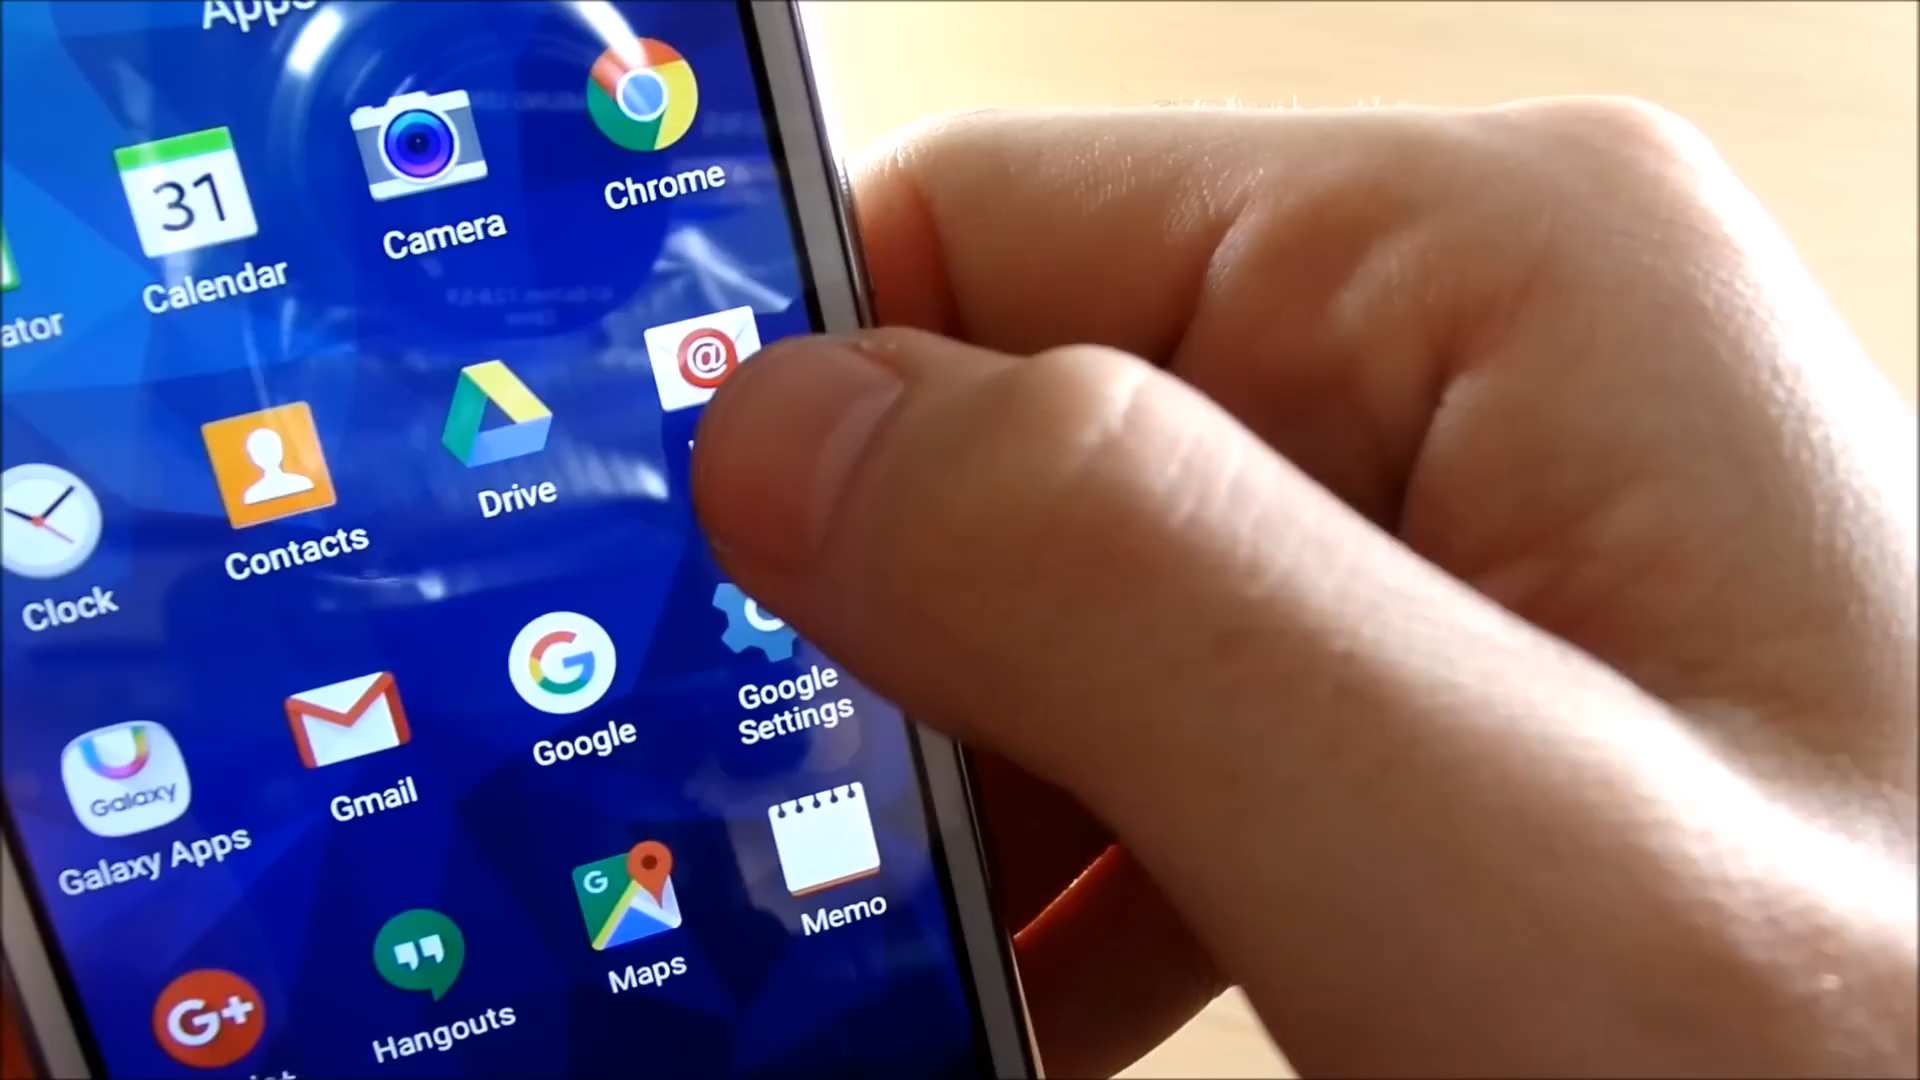 Apps
31
Calendar
Camera
Chrome
ator
Clock
Contacts
Drive
@
Galaxy
Galaxy Apps
Gmail
G
Google
G
Google
Settings
G+
Hangouts
G
Maps
Memo